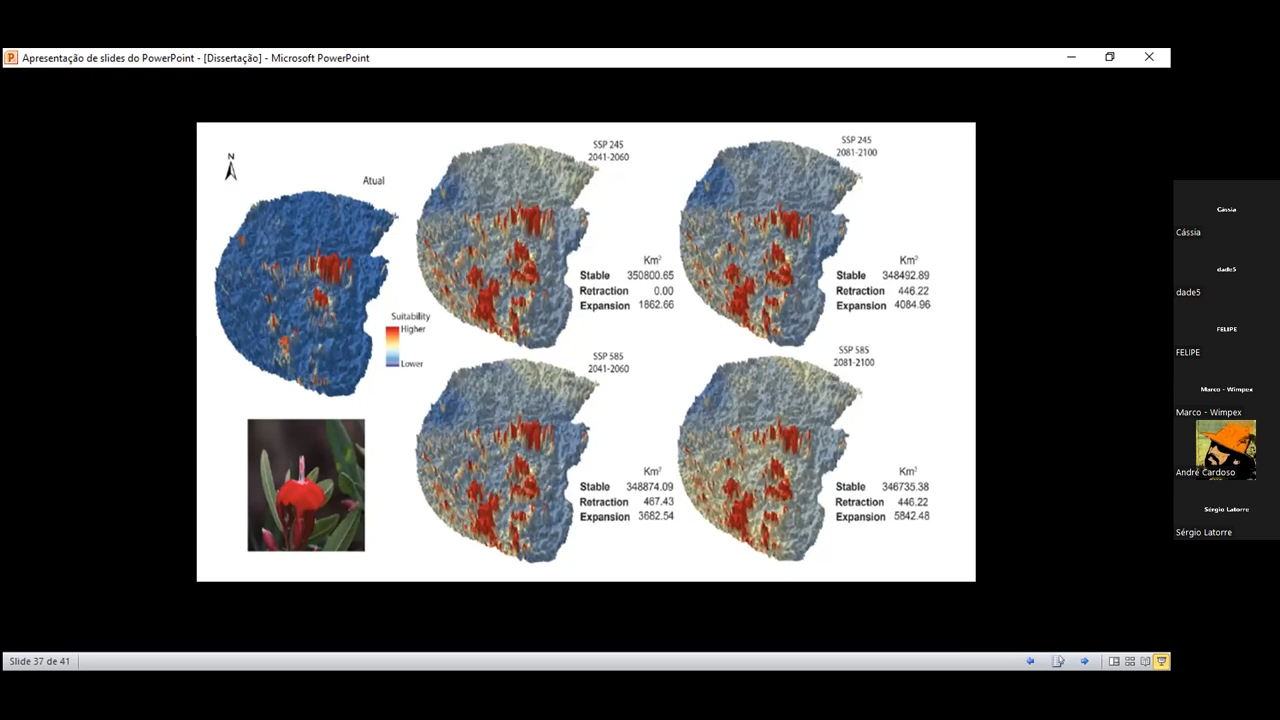 Apresentação de slides do PowerPoint - [Dissertação] - Microsoft PowerPoint
N
Atual
Suitability
Higher
Lower
SSP 245
2041-2060
Km²
Stable 350800.65
Retraction 0.00
Expansion 1862.66
SSP 245
2081-2100
Km²
Stable 348492.89
Retraction 446.22
Expansion 4084.96
SSP 585
2041-2060
Km²
Stable 348874.09
Retraction 467.43
Expansion 3682.54
SSP 585
2081-2100
Km²
Stable 346735.38
Retraction 446.22
Expansion 5842.48
Cássia
Cássia
dade5
dade5
FELIPE
FELIPE
Marco - Wimpex
Marco - Wimpex
André Cardoso
Sérgio Latorre
Sérgio Latorre
Slide 37 de 41